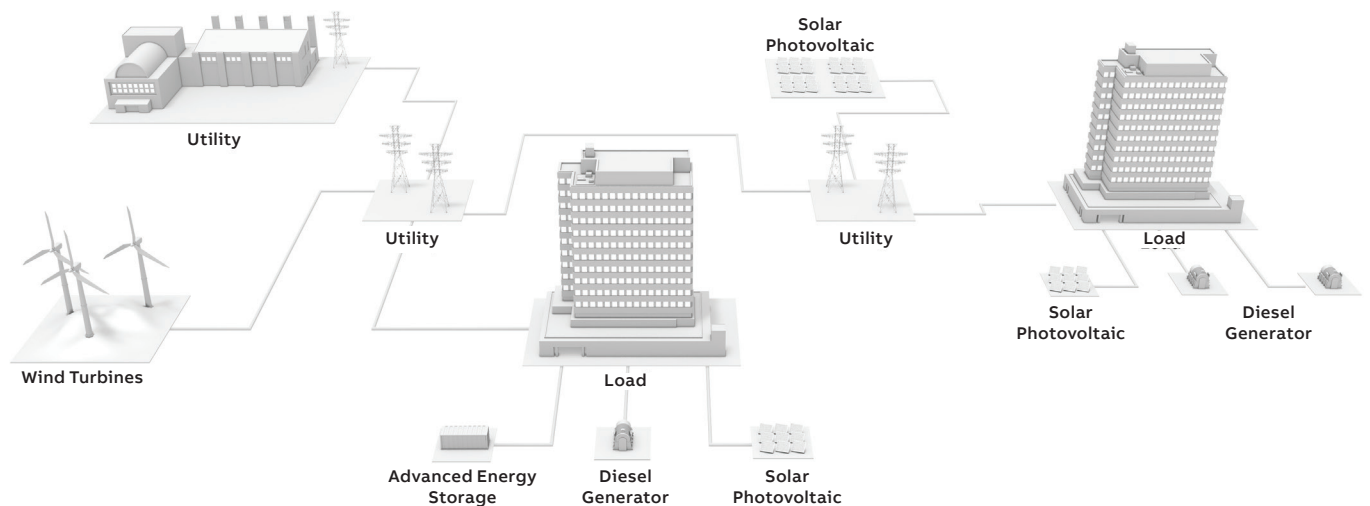 Solar
Photovoltaic
Utility
Utility
Utility
Load
Solar
Photovoltaic
Diesel
Generator
Wind Turbines
Load
Advanced Energy
Storage
Diesel
Generator
Solar
Photovoltaic